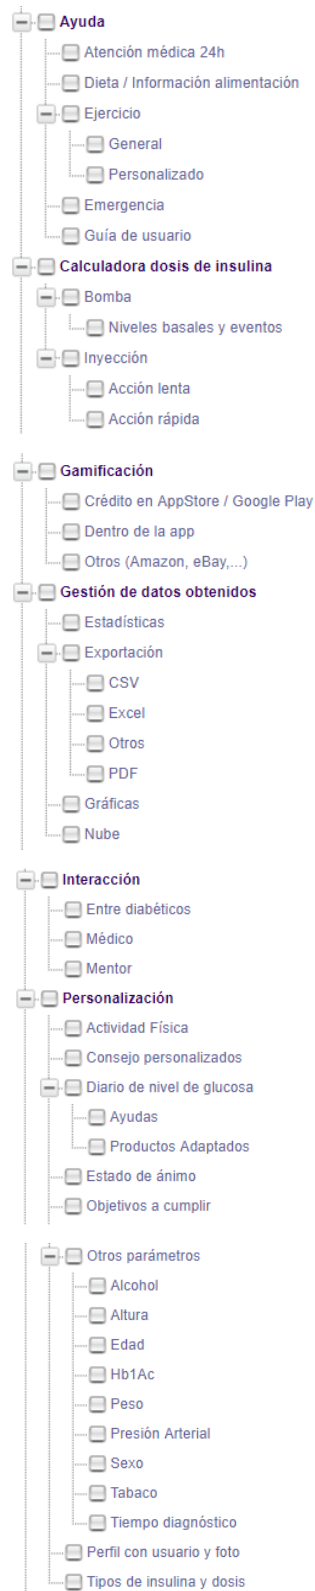 Ayuda
Atención médica 24h
Dieta / Información alimentación
Ejercicio
General
Personalizado
Emergencia
Guía de usuario
Calculadora dosis de insulina
Bomba
Niveles basales y eventos
Inyección
Acción lenta
Acción rápida
Gamificación
Crédito en AppStore / Google Play
Dentro de la app
Otros (Amazon, eBay,...)
Gestión de datos obtenidos
Estadísticas
Exportación
CSV
Excel
Otros
PDF
Gráficas
Nube
Interacción
Entre diabéticos
Médico
Mentor
Personalización
Actividad Física
Consejo personalizados
Diario de nivel de glucosa
Ayudas
Productos Adaptados
Estado de ánimo
Objetivos a cumplir
Otros parámetros
Alcohol
Altura
Edad
Hb1Ac
Peso
Presión Arterial
Sexo
Tabaco
Tiempo diagnóstico
Perfil con usuario y foto
Tipos de insulina y dosis